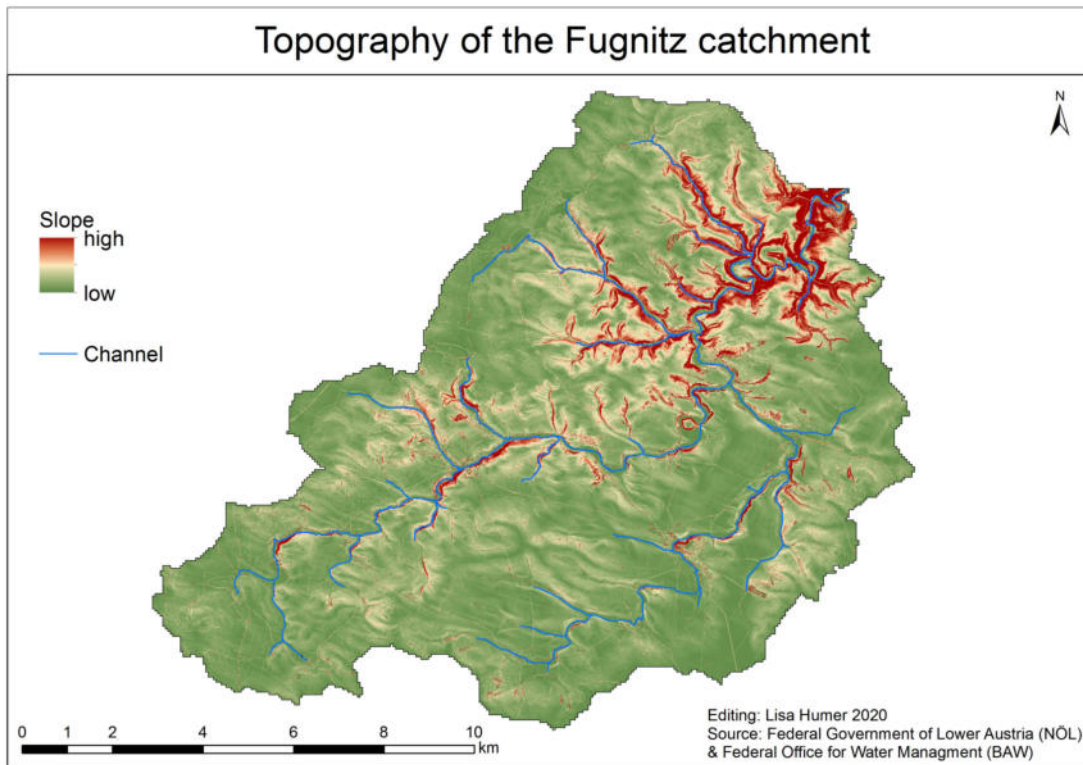 Topography of the Fugnitz catchment
N
Slope
high
low
Channel
0 1 2 4 6 8 10
km
Editing: Lisa Humer 2020
Source: Federal Government of Lower Austria (NÖL)
& Federal Office for Water Managment (BAW)